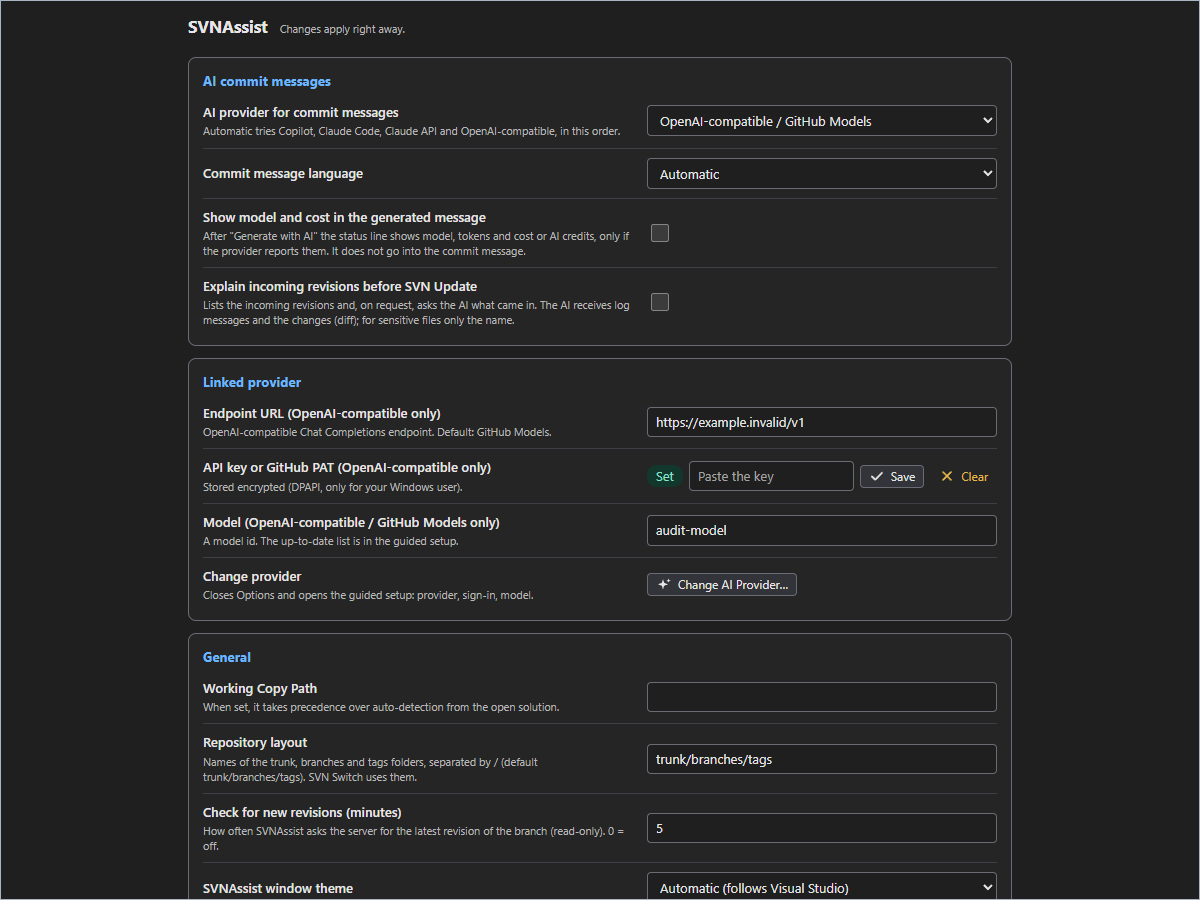 SVNAssist Changes apply right away.
AI commit messages
AI provider for commit messages
Automatic tries Copilot, Claude Code, Claude API and OpenAI-compatible, in this order.
OpenAI-compatible / GitHub Models
Commit message language
Automatic
Show model and cost in the generated message
After "Generate with AI" the status line shows model, tokens and cost or AI credits, only if
the provider reports them. It does not go into the commit message.
Explain incoming revisions before SVN Update
Lists the incoming revisions and, on request, asks the AI what came in. The AI receives log
messages and the changes (diff); for sensitive files only the name.
Linked provider
Endpoint URL (OpenAI-compatible only)
OpenAI-compatible Chat Completions endpoint. Default: GitHub Models.
https://example.invalid/v1
API key or GitHub PAT (OpenAI-compatible only)
Stored encrypted (DPAPI, only for your Windows user).
Set Paste the key Save Clear
Model (OpenAI-compatible / GitHub Models only)
A model id. The up-to-date list is in the guided setup.
audit-model
Change provider
Closes Options and opens the guided setup: provider, sign-in, model.
Change AI Provider...
General
Working Copy Path
When set, it takes precedence over auto-detection from the open solution.
Repository layout
Names of the trunk, branches and tags folders, separated by / (default
trunk/branches/tags). SVN Switch uses them.
trunk/branches/tags
Check for new revisions (minutes)
How often SVNAssist asks the server for the latest revision of the branch (read-only). 0 =
off.
5
SVNAssist window theme
Automatic (follows Visual Studio)